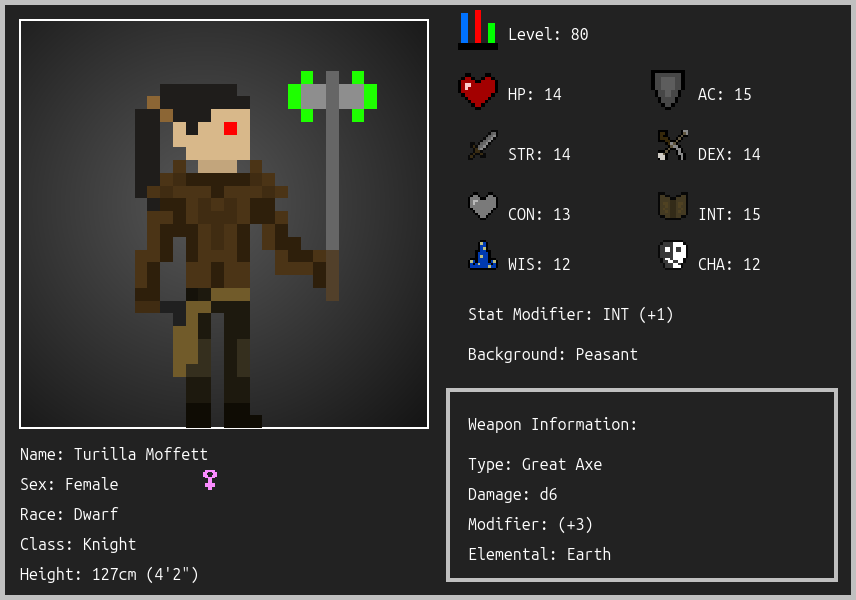 Level: 80
HP: 14
AC: 15
STR: 14
DEX: 14
CON: 13
INT: 15
WIS: 12
CHA: 12
Stat Modifier: INT (+1)
Background: Peasant
Weapon Information:
Type: Great Axe
Damage: d6
Modifier: (+3)
Elemental: Earth
Name: Turilla Moffett
Sex: Female
Race: Dwarf
Class: Knight
Height: 127cm (4'2")